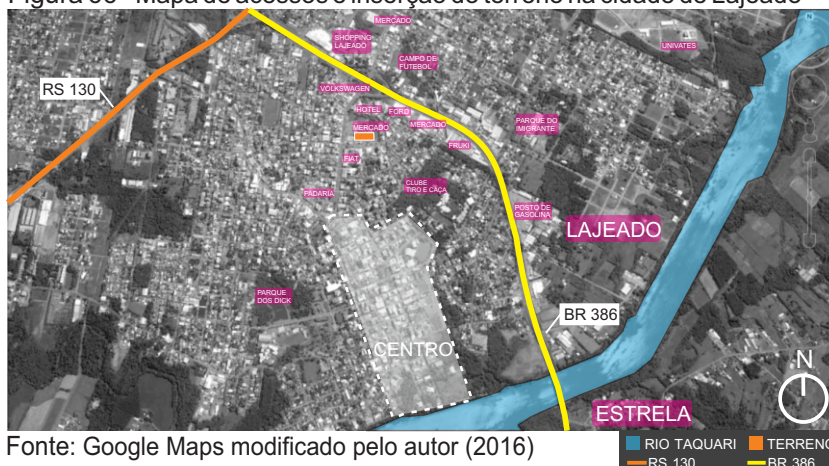 Figura 06 - Mapa de acessos e inserção do terreno na cidade de Lajeado
MERCADO
SHOPPING
LAJEADO
UNIVATES
CAMPO DE
FUTEBOL
RS 130
VOLKSWAGEN
HOTEL
FORD
MERCADO
MERCADO
PARQUE DO
IMIGRANTE
FRUKI
FIAT
CLUBE
TIRO E CAÇA
PADARIA
POSTO DE
GASOLINA
LAJEADO
PARQUE
DOS DICK
BR 386
CENTRO
N
ESTRELA
Fonte: Google Maps modificado pelo autor (2016)
RIO TAQUARI
TERRENO
RS 130
BR 386